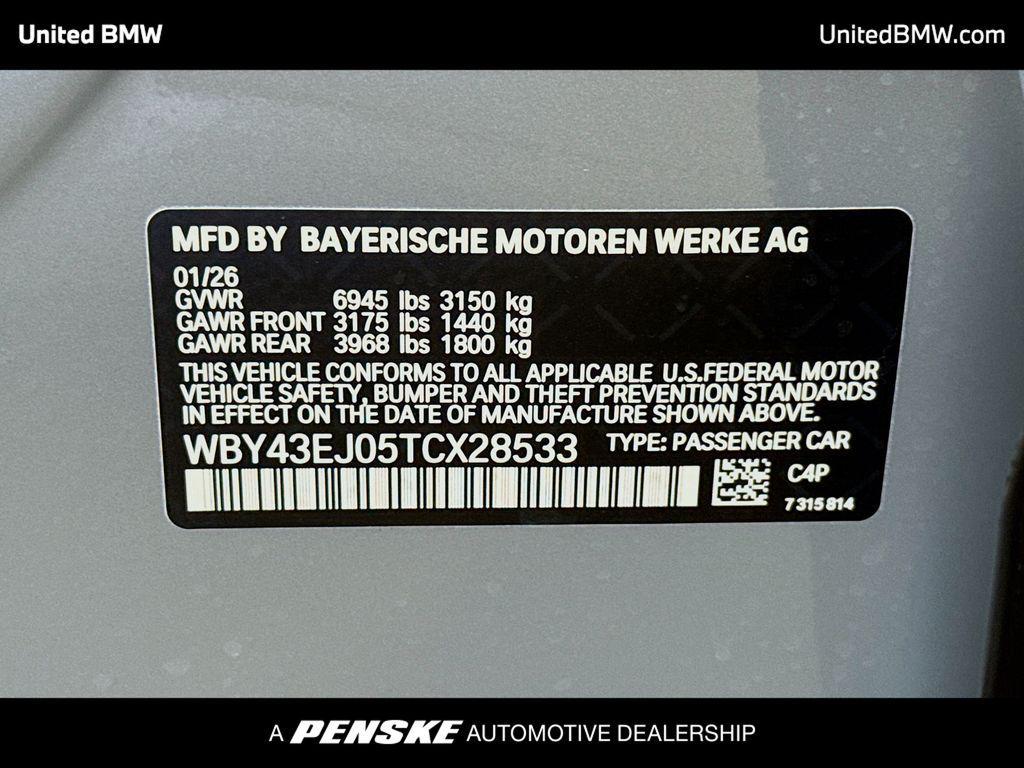 United BMW
UnitedBMW.com
MFD BY BAYERISCHE MOTOREN WERKE AG
01/26
GVWR 6945 lbs 3150 kg
GAWR FRONT 3175 lbs 1440 kg
GAWR REAR 3968 lbs 1800 kg
THIS VEHICLE CONFORMS TO ALL APPLICABLE U.S.FEDERAL MOTOR
VEHICLE SAFETY, BUMPER AND THEFT PREVENTION STANDARDS
IN EFFECT ON THE DATE OF MANUFACTURE SHOWN ABOVE.
WBY43EJ05TCX28533 TYPE: PASSENGER CAR
C4P
7315814
A PENSKE AUTOMOTIVE DEALERSHIP